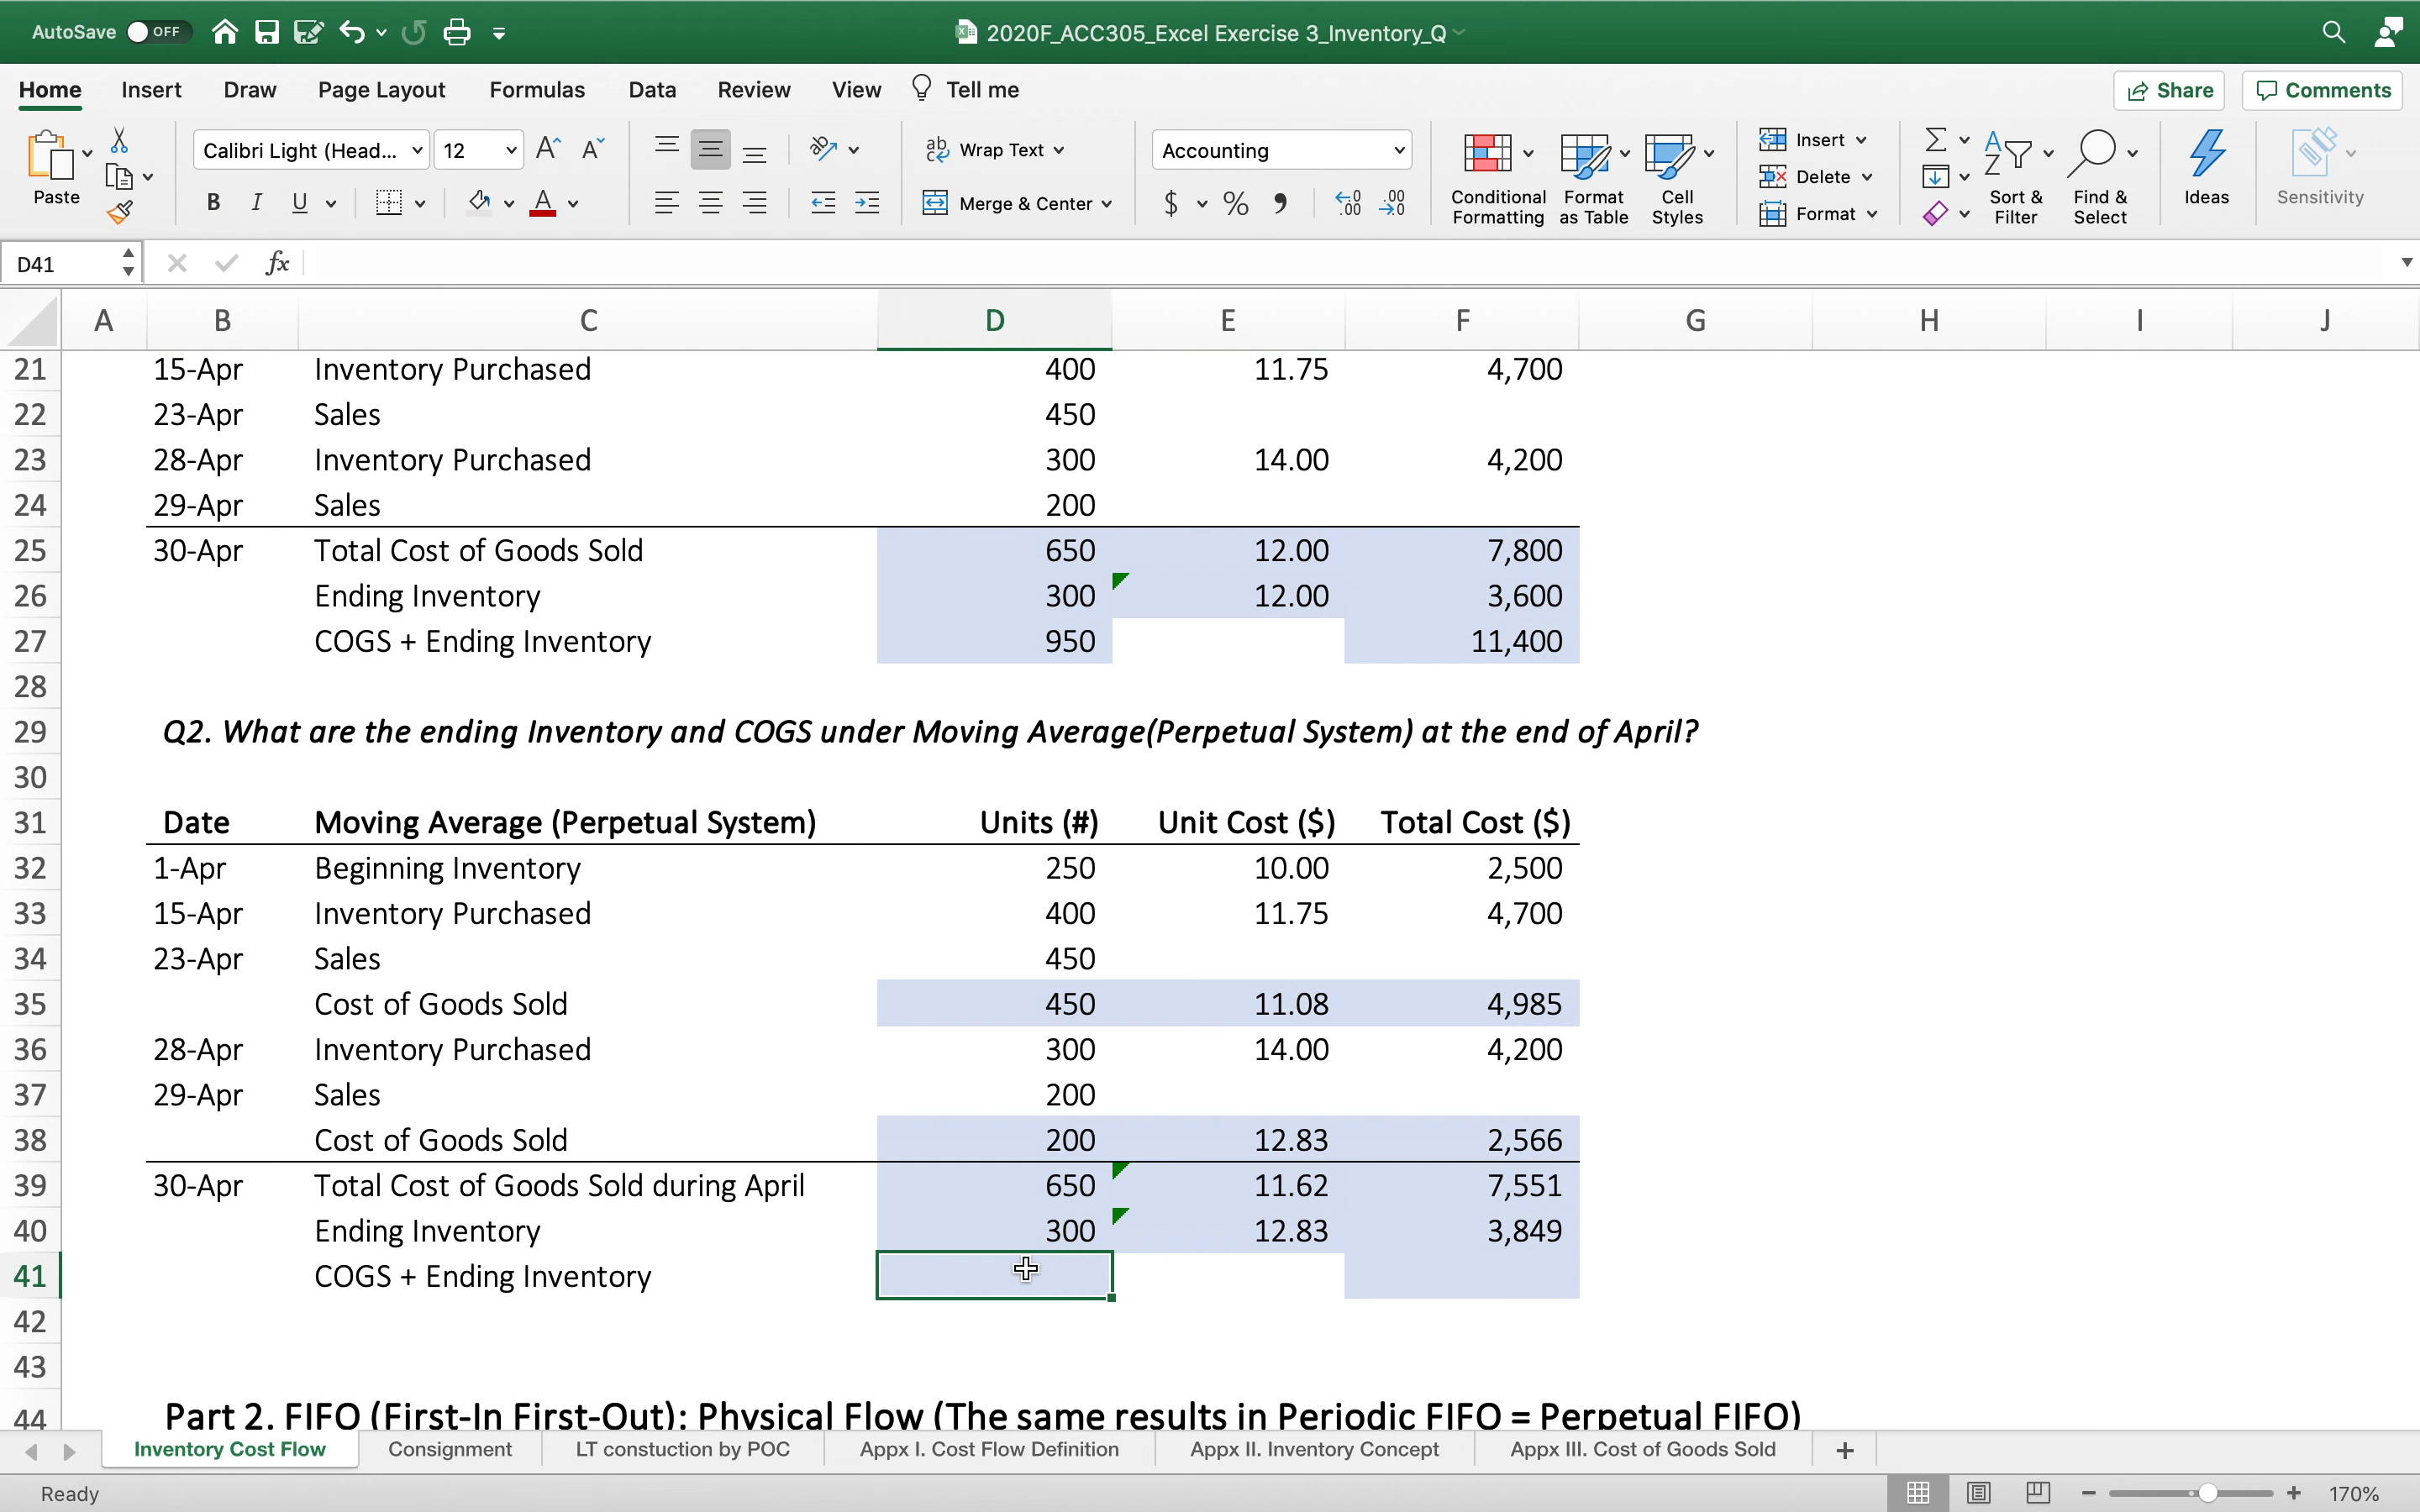 AutoSave OFF 2020F_ACC305_Excel Exercise 3_Inventory_Q
Home Insert Draw Page Layout Formulas Data Review View Tell me Share Comments
Paste Calibri Light (Head... 12 Wrap Text Merge & Center Accounting Conditional Formatting Format as Table Cell Styles Insert Delete Format Sort & Filter Find & Select Ideas Sensitivity
D41 fx
A B C D E F G H I J
21 15-Apr Inventory Purchased 400 11.75 4,700
22 23-Apr Sales 450
23 28-Apr Inventory Purchased 300 14.00 4,200
24 29-Apr Sales 200
25 30-Apr Total Cost of Goods Sold 650 12.00 7,800
26 Ending Inventory 300 12.00 3,600
27 COGS + Ending Inventory 950 11,400
28
29 Q2. What are the ending Inventory and COGS under Moving Average(Perpetual System) at the end of April?
30
31 Date Moving Average (Perpetual System) Units (#) Unit Cost ($) Total Cost ($)
32 1-Apr Beginning Inventory 250 10.00 2,500
33 15-Apr Inventory Purchased 400 11.75 4,700
34 23-Apr Sales 450
35 Cost of Goods Sold 450 11.08 4,985
36 28-Apr Inventory Purchased 300 14.00 4,200
37 29-Apr Sales 200
38 Cost of Goods Sold 200 12.83 2,566
39 30-Apr Total Cost of Goods Sold during April 650 11.62 7,551
40 Ending Inventory 300 12.83 3,849
41 COGS + Ending Inventory
42
43
44 Part 2. FIFO (First-In First-Out): Physical Flow (The same results in Periodic FIFO = Perpetual FIFO)
Inventory Cost Flow Consignment LT constuction by POC Appx I. Cost Flow Definition Appx II. Inventory Concept Appx III. Cost of Goods Sold +
Ready 170%